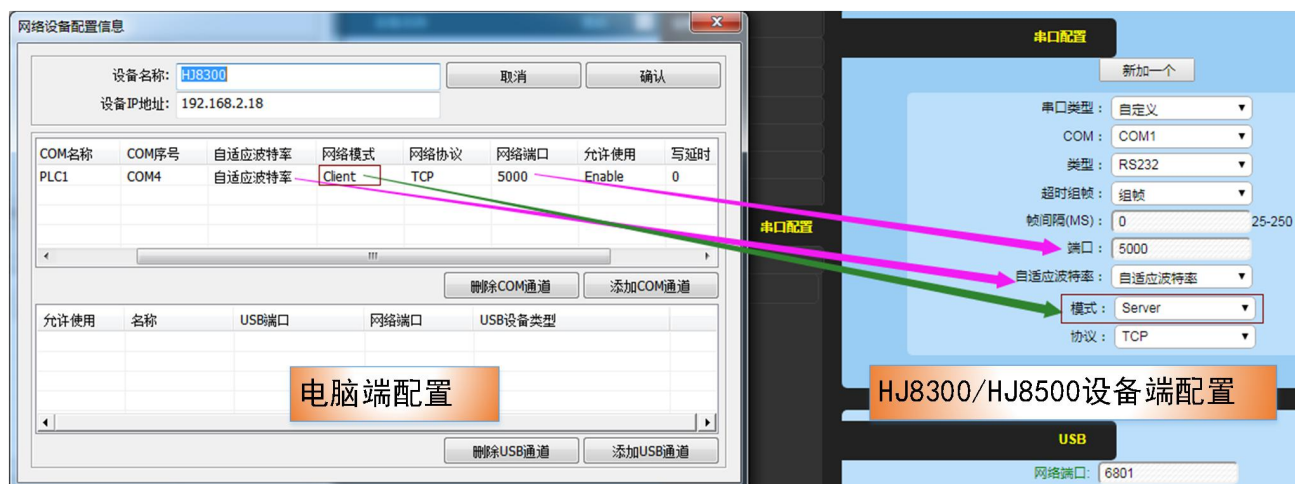 网络设备配置信息
设备名称: HJ8300
取消
确认
设备IP地址: 192.168.2.18
COM名称 COM序号 自适应波特率 网络模式 网络协议 网络端口 允许使用 写延时
PLC1 COM4 自适应波特率 Client TCP 5000 Enable 0
删除COM通道
添加COM通道
允许使用 名称 USB端口 网络端口 USB设备类型
电脑端配置
删除USB通道
添加USB通道
串口配置
串口配置
新加一个
串口类型: 自定义
COM: COM1
类型: RS232
超时组帧: 组帧
帧间隔(MS): 0 25-250
端口: 5000
自适应波特率: 自适应波特率
模式: Server
协议: TCP
HJ8300/HJ8500设备端配置
USB
网络端口: 6801